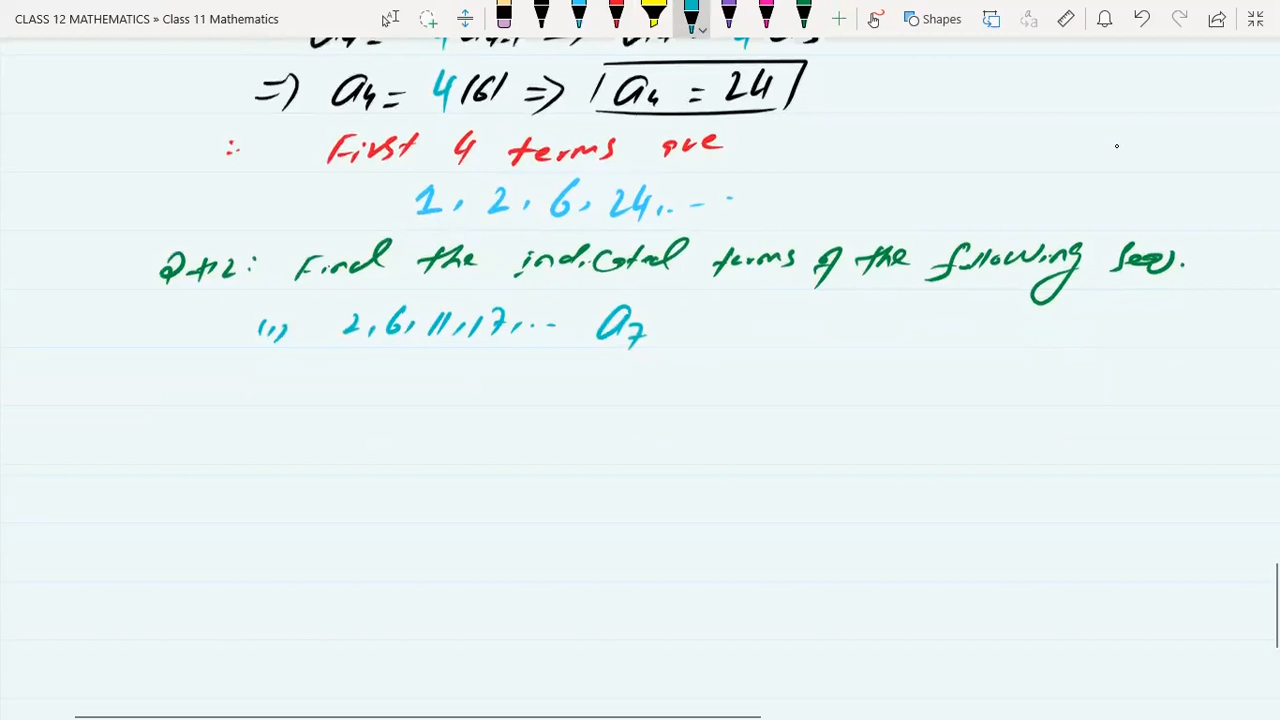 CLASS 12 MATHEMATICS » Class 11 Mathematics
Shapes
=) a4 = 4(6) => a4 = 24
∴ First 4 terms are
1, 2, 6, 24, ...
Q#2: Find the indicated terms of the following seq.
(i) 2, 6, 11, 17, ... a7